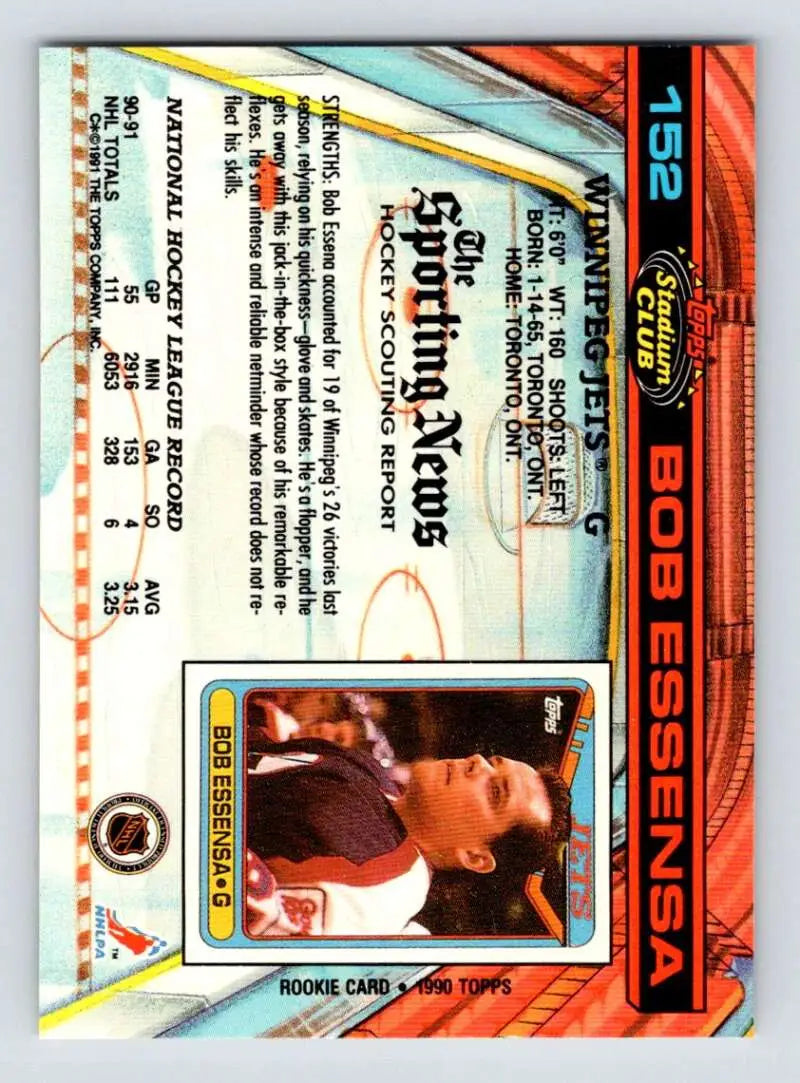 152
topps
Stadium
CLUB
BOB ESSENSA
WINNIPEG JETS® G
HT: 6'0" WT: 160 SHOOTS: LEFT
BORN: 1-14-65, TORONTO, ONT.
HOME: TORONTO, ONT.
The
Sporting News
HOCKEY SCOUTING REPORT
STRENGTHS: Bob Essena accounted for 19 of Winnipeg's 26 victories last
season, relying on his quickness—glove and skates. He's a flopper, and he
gets away with this jack-in-the-box style because of his remarkable re-
flexes. He's an intense and reliable netminder whose record does not re-
flect his skills.
NATIONAL HOCKEY LEAGUE RECORD
GP MIN GA SO AVG
90-91 55 2916 153 4 3.15
NHL TOTALS 111 6053 328 6 3.25
C*©1991 THE TOPPS COMPANY, INC.
topps
JETS
BOB ESSENSA•G
ROOKIE CARD • 1990 TOPPS
NHL
NHLPA
TM